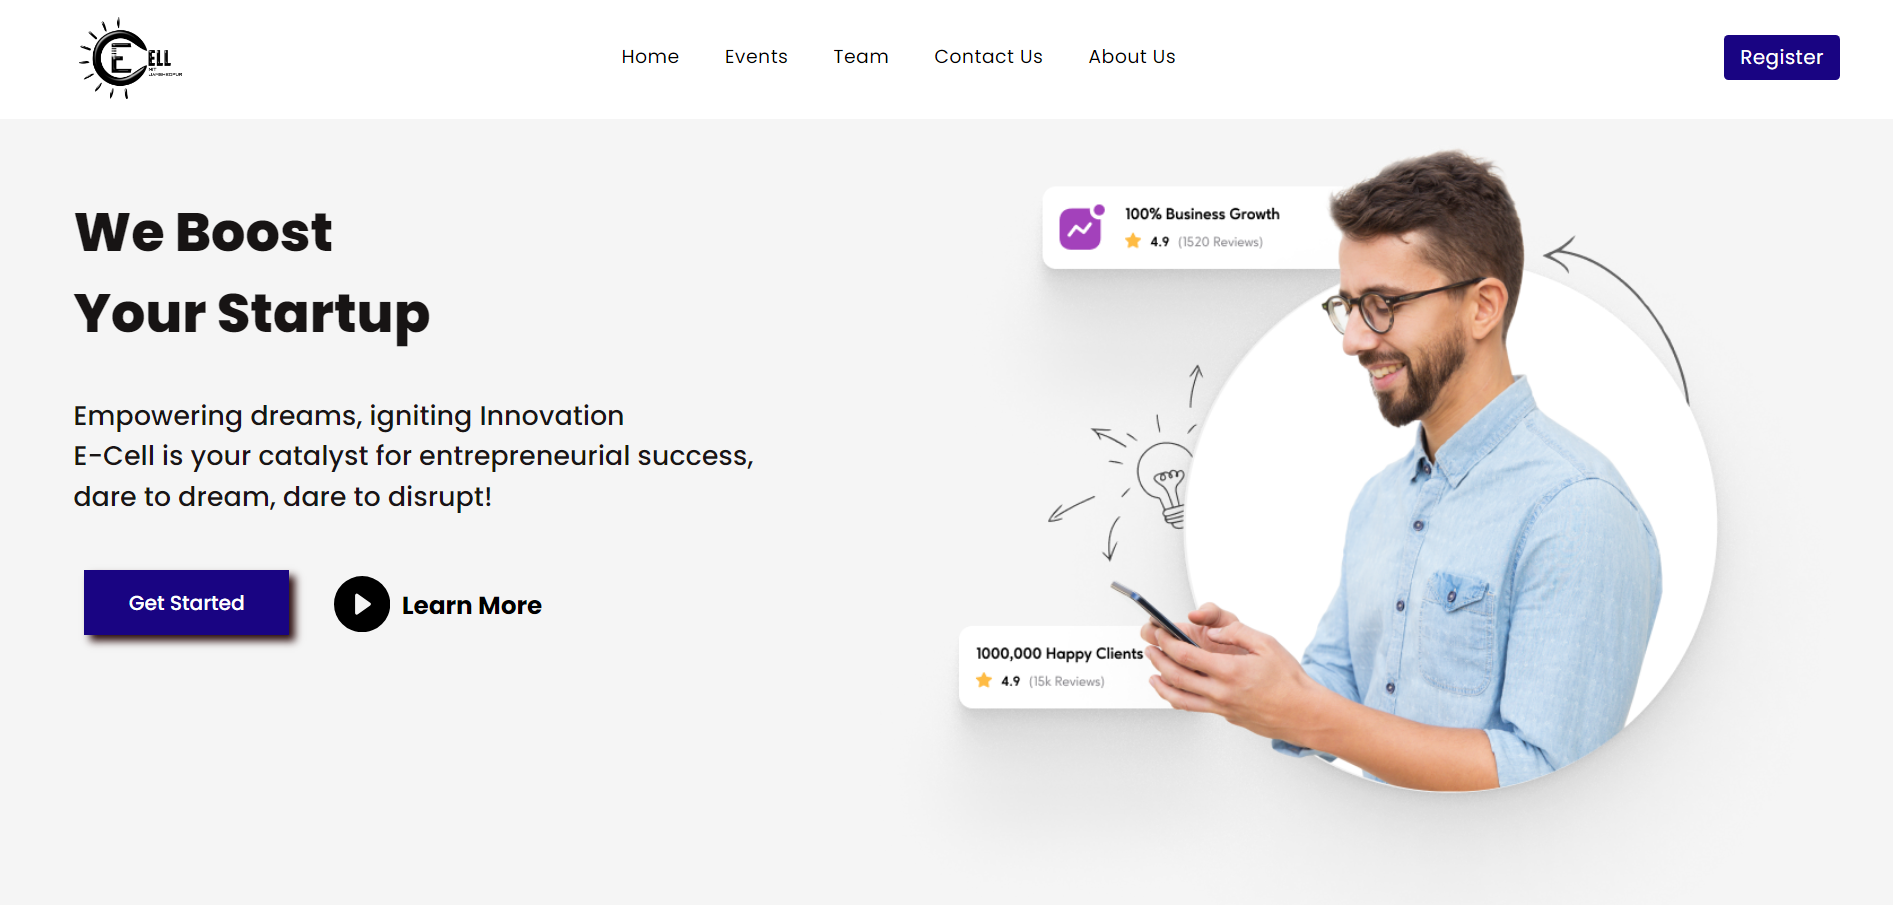 E ELL
NIT
JAMSHEDPUR
Home Events Team Contact Us About Us
Register
We Boost
Your Startup
Empowering dreams, igniting Innovation
E-Cell is your catalyst for entrepreneurial success,
dare to dream, dare to disrupt!
Get Started
Learn More
100% Business Growth
4.9 (1520 Reviews)
1000,000 Happy Clients
4.9 (15k Reviews)